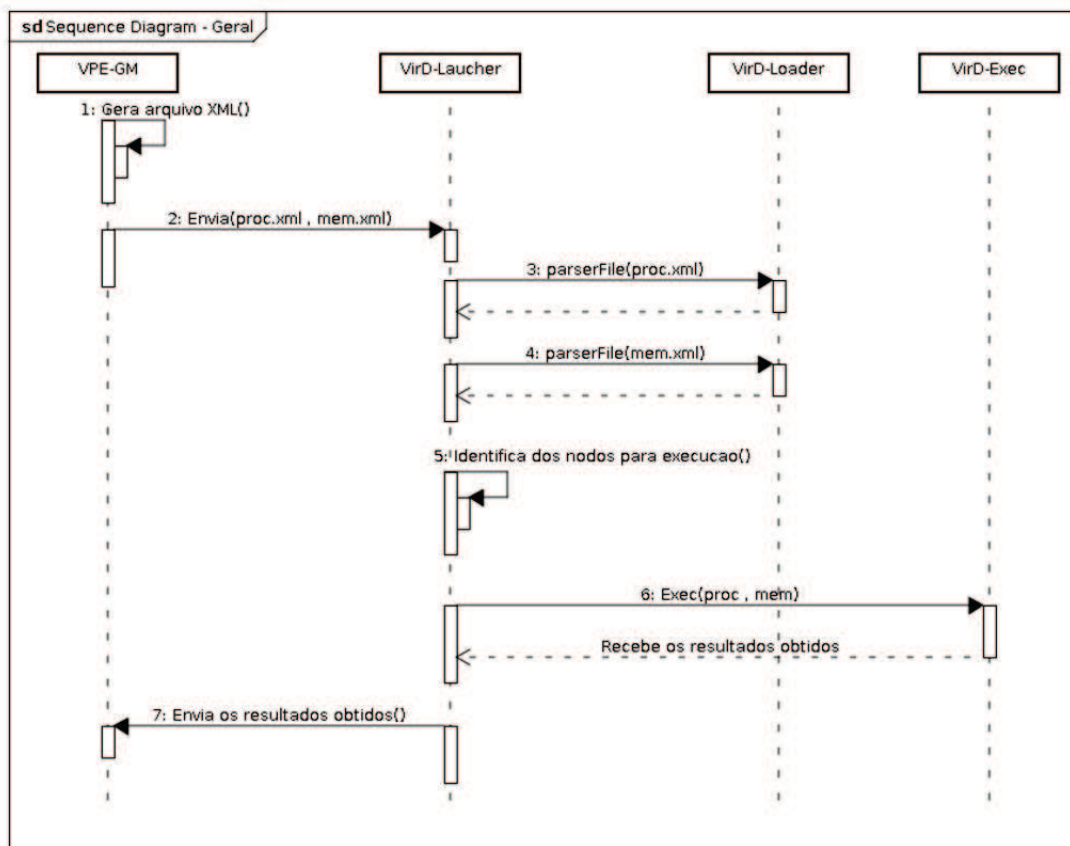 sd Sequence Diagram - Geral
VPE-GM
VirD-Laucher
VirD-Loader
VirD-Exec
1: Gera arquivo XML()
2: Envia(proc.xml , mem.xml)
3: parserFile(proc.xml)
4: parserFile(mem.xml)
5: Identifica dos nodos para execucao()
6: Exec(proc , mem)
Recebe os resultados obtidos
7: Envia os resultados obtidos()